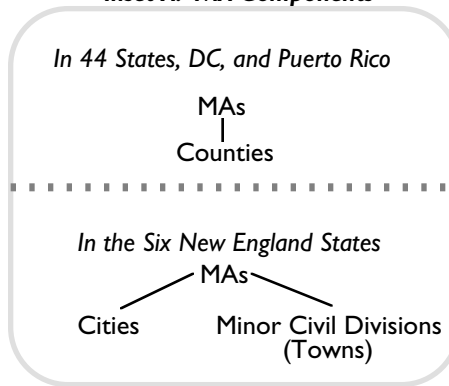 In 44 States, DC, and Puerto Rico
MAs
Counties
In the Six New England States
MAs
Cities
Minor Civil Divisions
(Towns)